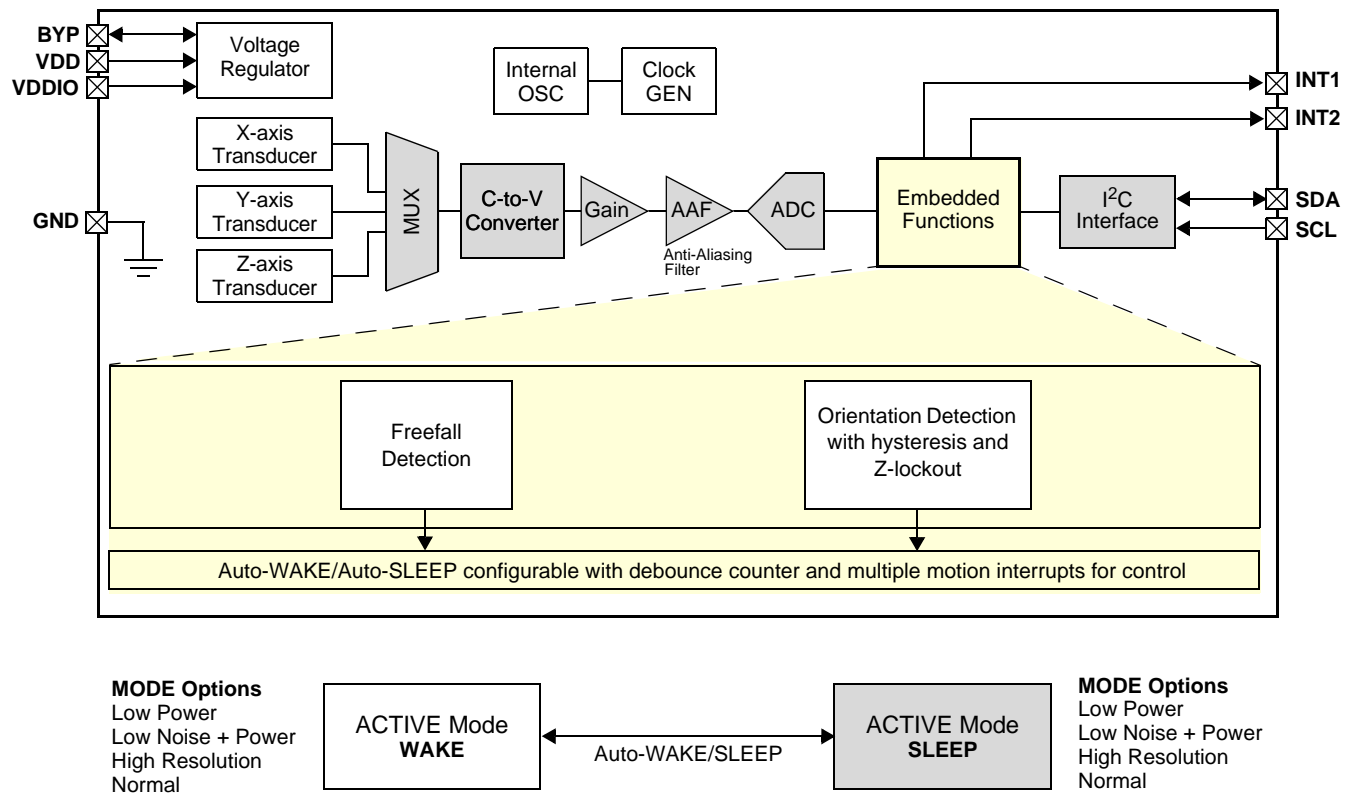 BYP
VDD
VDDIO
Voltage
Regulator
Internal
OSC
Clock
GEN
INT1
INT2
X-axis
Transducer
Y-axis
Transducer
Z-axis
Transducer
MUX
C-to-V
Converter
Gain
AAF
Anti-Aliasing
Filter
ADC
Embedded
Functions
I²C
Interface
SDA
SCL
GND
Freefall
Detection
Orientation Detection
with hysteresis and
Z-lockout
Auto-WAKE/Auto-SLEEP configurable with debounce counter and multiple motion interrupts for control
MODE Options
Low Power
Low Noise + Power
High Resolution
Normal
ACTIVE Mode
WAKE
Auto-WAKE/SLEEP
ACTIVE Mode
SLEEP
MODE Options
Low Power
Low Noise + Power
High Resolution
Normal